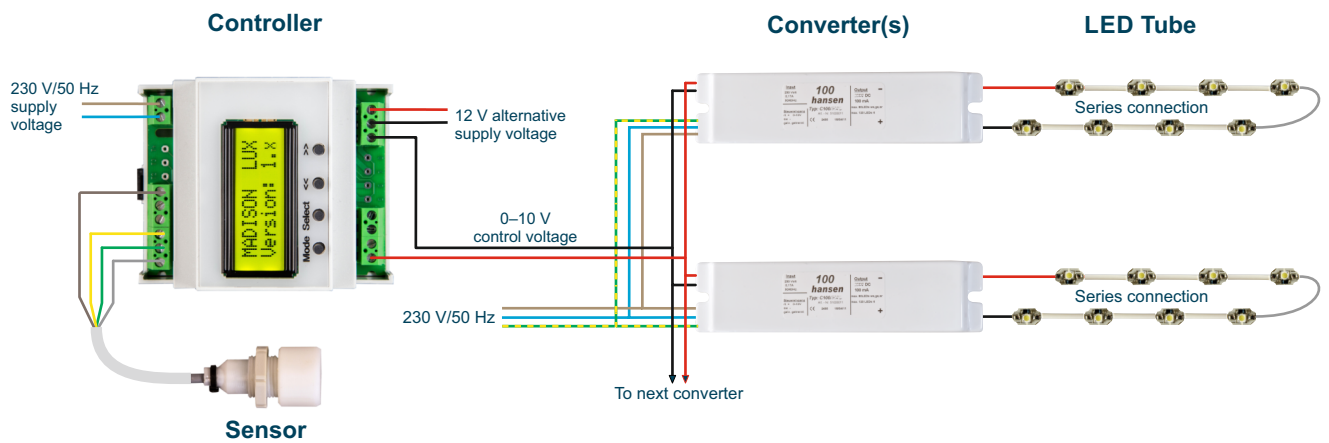 Controller
Converter(s)
LED Tube
230 V/50 Hz
supply
voltage
12 V alternative
supply voltage
MADISON LUX
Version: 1.x
Mode Select << >>
0–10 V
control voltage
100
hansen
Output
Series connection
230 V/50 Hz
100
hansen
Output
Series connection
To next converter
Sensor